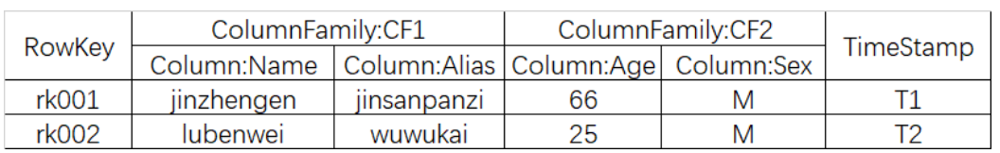 RowKey ColumnFamily:CF1 ColumnFamily:CF2 TimeStamp
Column:Name Column:Alias Column:Age Column:Sex
rk001 jinzhengen jinsanpanzi 66 M T1
rk002 lubenwei wuwukai 25 M T2